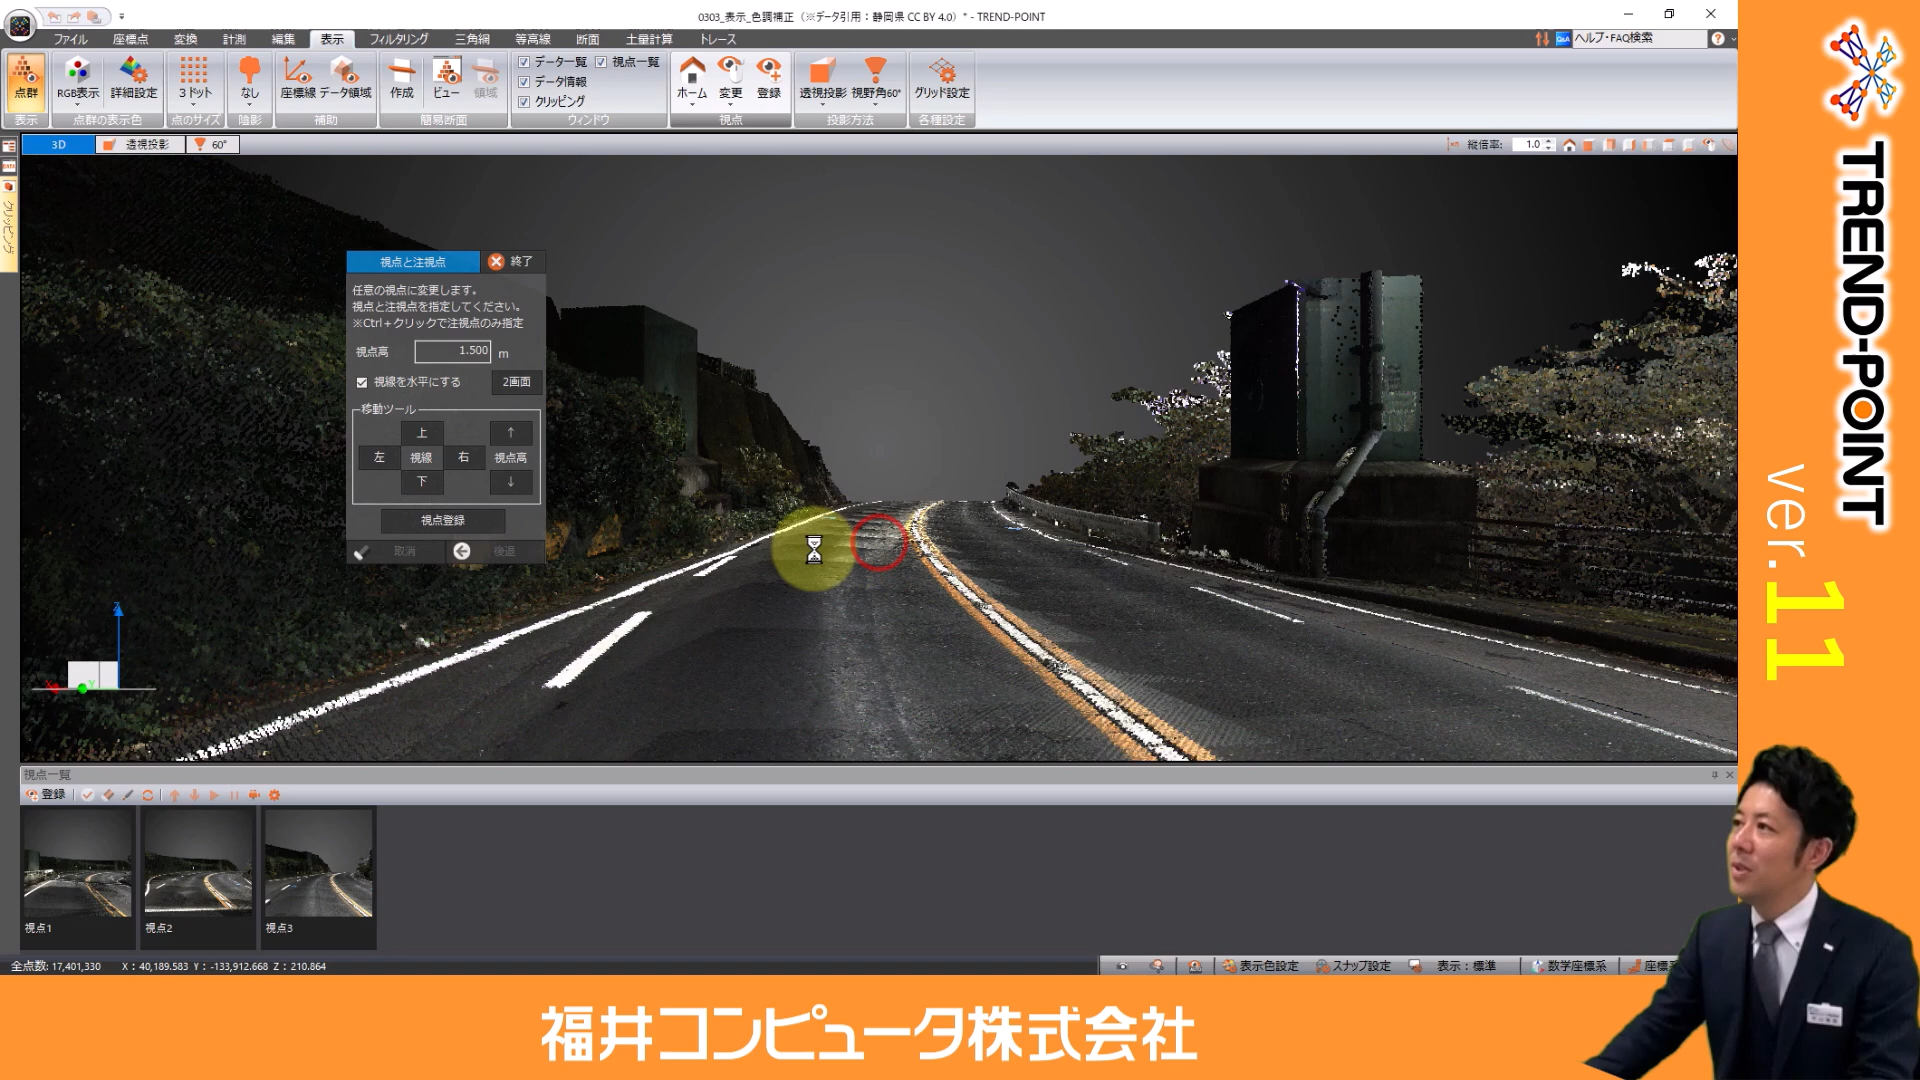 0303_表示_色調補正（※データ引用：静岡県 CC BY 4.0）* - TREND-POINT
ファイル 座標点 変換 計測 編集 表示 フィルタリング 三角網 等高線 断面 土量計算 トレース
ヘルプ・FAQ検索
点群 RGB表示 詳細設定 3ドット なし 座標線 データ領域 作成 ビュー 領域
データ一覧 視点一覧
データ情報
クリッピング
ホーム 変更 登録 透視投影 視野角60° グリッド設定
表示 点群の表示色 点のサイズ 陰影 補助 簡易断面 ウィンドウ 視点 投影方法 各種設定
3D 透視投影 60°
縦倍率: 1.0
クリッピング
視点と注視点 終了
任意の視点に変更します。
視点と注視点を指定してください。
※Ctrl+クリックで注視点のみ指定
視点高 1.500 m
視線を水平にする 2画面
移動ツール
上 ↑
左 視線 右 視点高
下 ↓
視点登録
取消 後退
Z
X Y
視点一覧
登録
視点1 視点2 視点3
全点数: 17,401,330 X : 40,189.583 Y : -133,912.668 Z : 210.864
表示色設定 スナップ設定 表示：標準 数学座標系 座標系
TREND-POINT
ver.11
福井コンピュータ株式会社